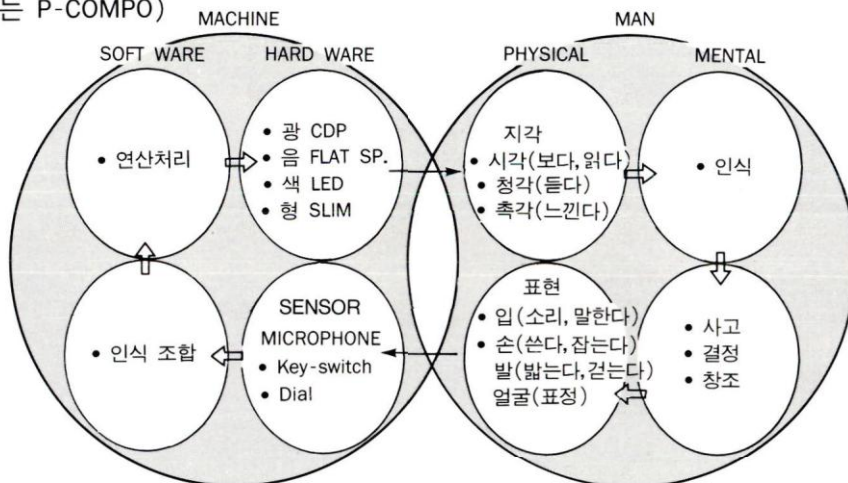 는 P-COMPO)
MACHINE
MAN
SOFT WARE
HARD WARE
PHYSICAL
MENTAL
• 연산처리
• 광 CDP
• 음 FLAT SP.
• 색 LED
• 형 SLIM
지각
• 시각(보다, 읽다)
• 청각(듣다)
• 촉각(느낀다)
• 인식
• 인식 조합
SENSOR
MICROPHONE
• Key-switch
• Dial
표현
• 입(소리, 말한다)
• 손(쓴다, 잡는다)
발(밟는다, 걷는다)
얼굴(표정)
• 사고
• 결정
• 창조